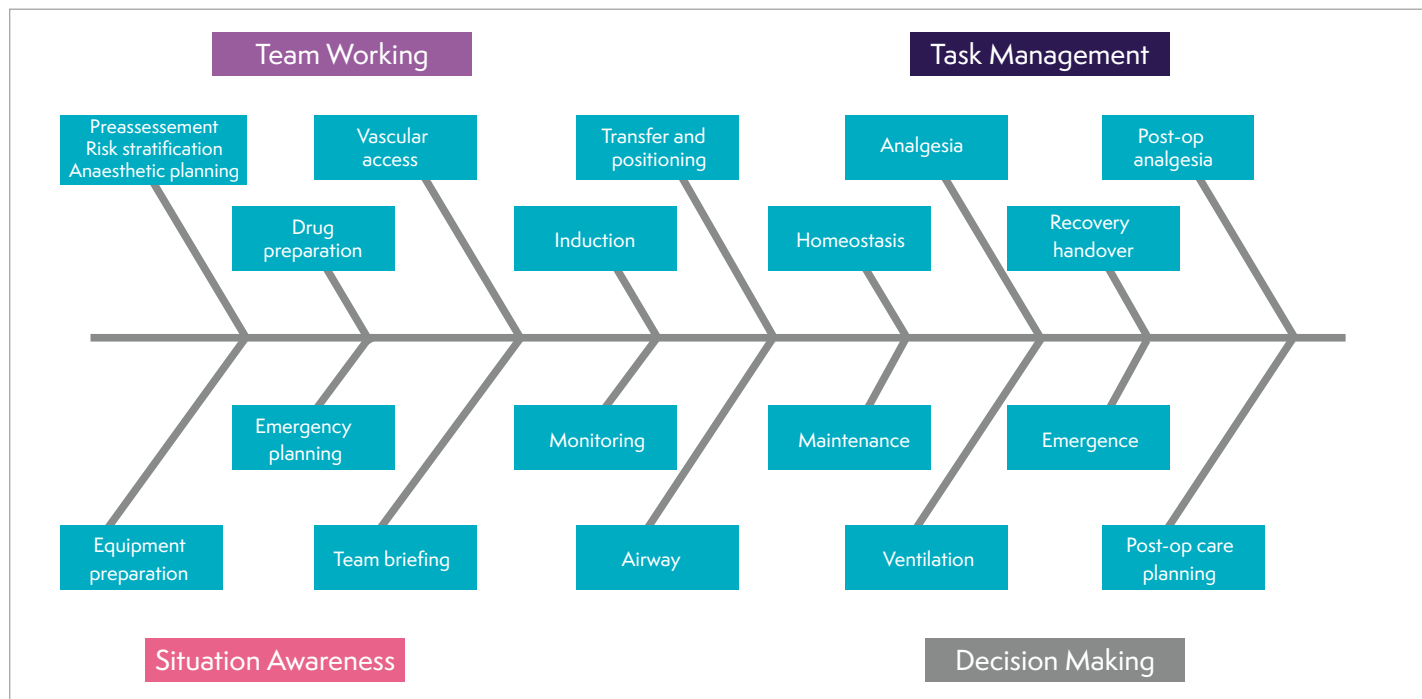 Team Working
Task Management
Preassessement
Risk stratification
Anaesthetic planning
Vascular
access
Transfer and
positioning
Analgesia
Post-op
analgesia
Drug
preparation
Induction
Homeostasis
Recovery
handover
Emergency
planning
Monitoring
Maintenance
Emergence
Equipment
preparation
Team briefing
Airway
Ventilation
Post-op care
planning
Situation Awareness
Decision Making